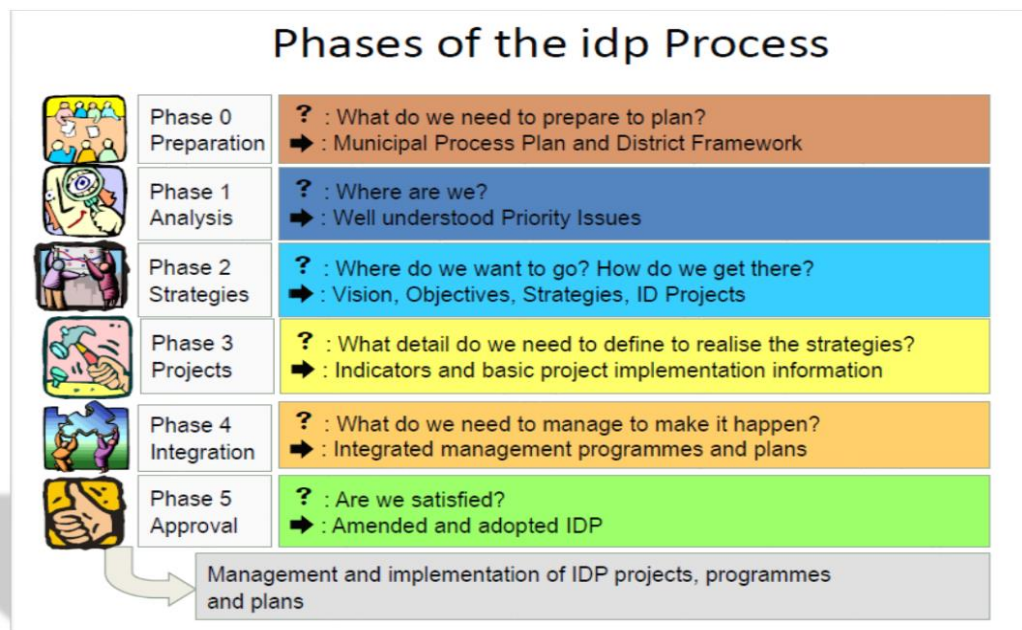 Phases of the idp Process
Phase 0
Preparation
? : What do we need to prepare to plan?
➡ : Municipal Process Plan and District Framework
Phase 1
Analysis
? : Where are we?
➡ : Well understood Priority Issues
Phase 2
Strategies
? : Where do we want to go? How do we get there?
➡ : Vision, Objectives, Strategies, ID Projects
Phase 3
Projects
? : What detail do we need to define to realise the strategies?
➡ : Indicators and basic project implementation information
Phase 4
Integration
? : What do we need to manage to make it happen?
➡ : Integrated management programmes and plans
Phase 5
Approval
? : Are we satisfied?
➡ : Amended and adopted IDP
Management and implementation of IDP projects, programmes
and plans